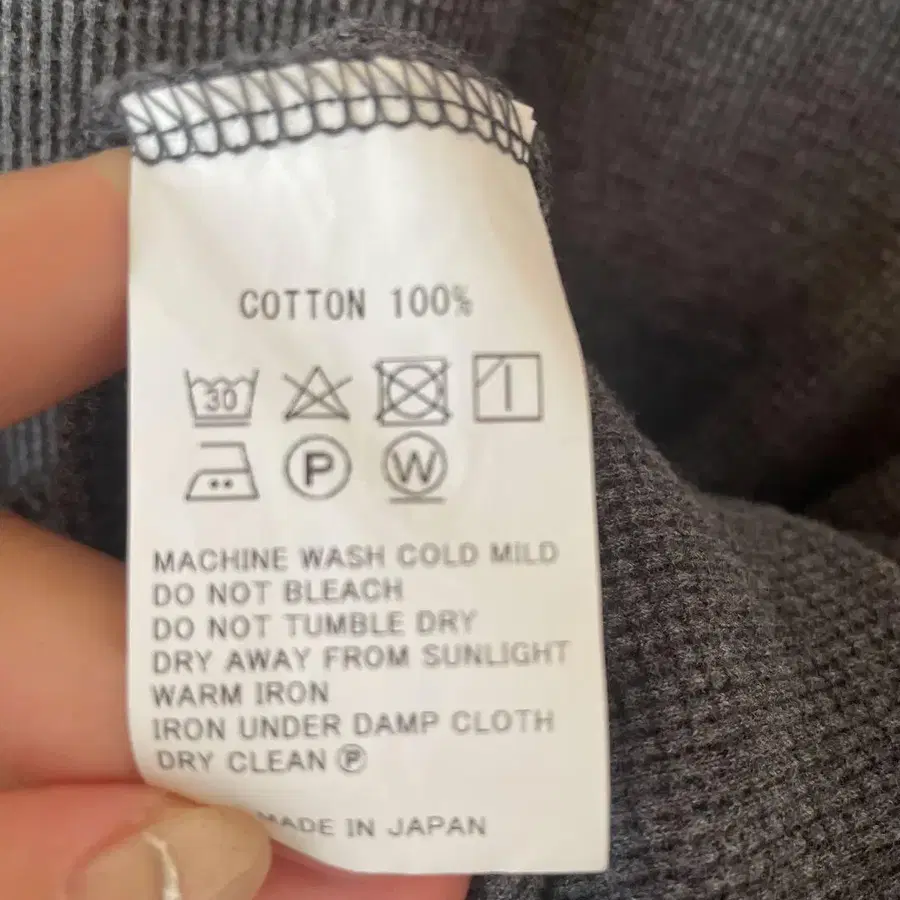 COTTON 100%
30
P W
MACHINE WASH COLD MILD
DO NOT BLEACH
DO NOT TUMBLE DRY
DRY AWAY FROM SUNLIGHT
WARM IRON
IRON UNDER DAMP CLOTH
DRY CLEAN Ⓟ
MADE IN JAPAN